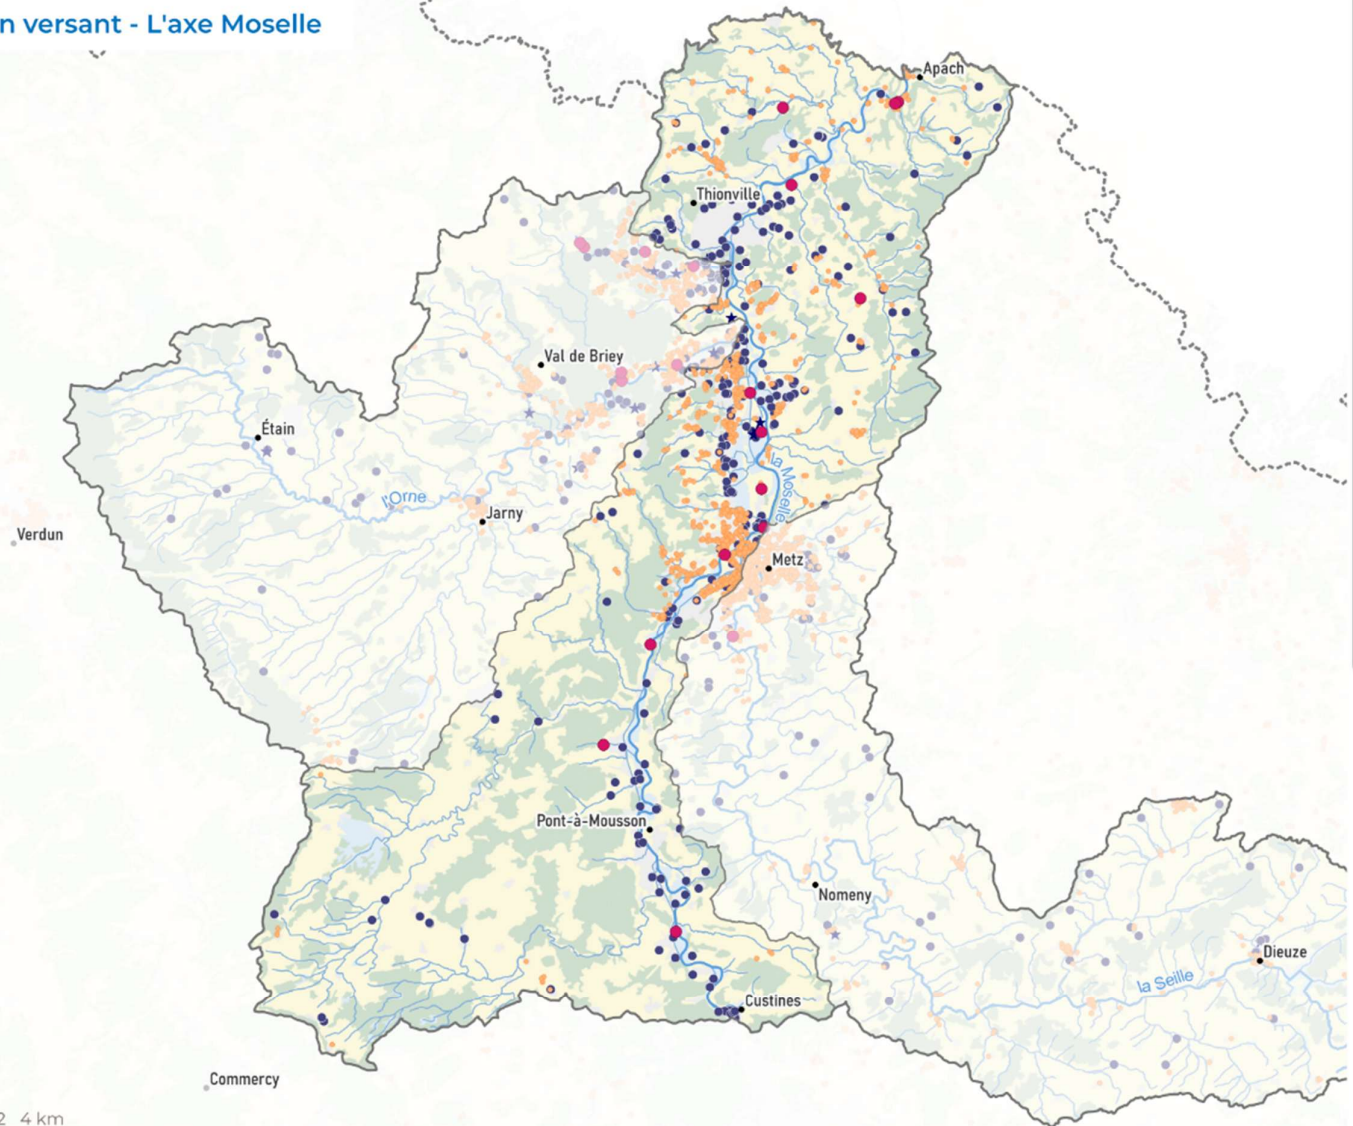 n versant - L'axe Moselle
Apach
Thionville
Val de Briey
Étain
l'Orne
la Moselle
Jarny
Verdun
Metz
Pont-à-Mousson
Nomeny
Dieuze
la Seille
Custines
Commercy
2 4 km